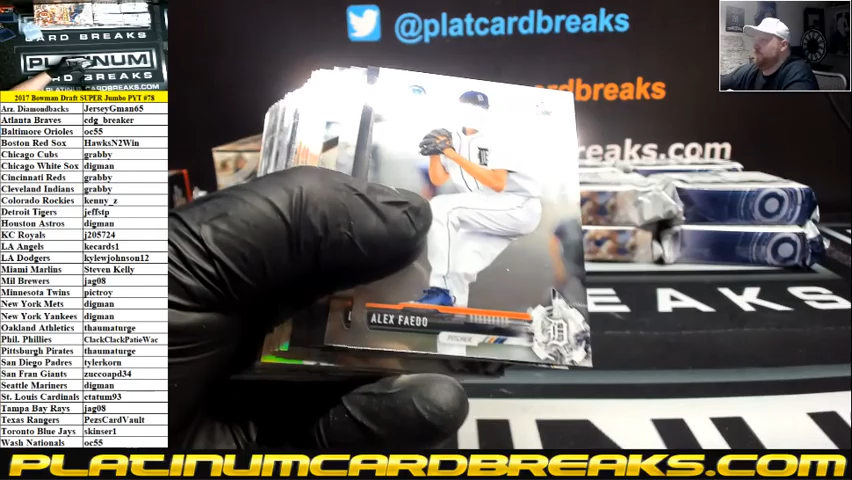 CARD BREAKS
PLATINUM
CARD BREAKS
2017 Bowman Draft SUPER Jumbo PYT #78
Arz. Diamondbacks JerseyGman65
Atlanta Braves cdg_breaker
Baltimore Orioles oc55
Boston Red Sox HawksN2Win
Chicago Cubs grabby
Chicago White Sox digman
Cincinnati Reds grabby
Cleveland Indians grabby
Colorado Rockies kenny_z
Detroit Tigers jeffstp
Houston Astros digman
KC Royals j205724
LA Angels kecards1
LA Dodgers kylewjohnson12
Miami Marlins Steven Kelly
Mil Brewers jag08
Minnesota Twins pictroy
New York Mets digman
New York Yankees digman
Oakland Athletics thaumaturge
Phil. Phillies ClackClackPatieWac
Pittsburgh Pirates thaumaturge
San Diego Padres tylerkorn
San Fran Giants zuccoapd34
Seattle Mariners digman
St. Louis Cardinals ctatum93
Tampa Bay Rays jag08
Texas Rangers PezsCardVault
Toronto Blue Jays skinser1
Wash Nationals oc55
@platcardbreaks
breaks
reaks.com
ALEX FAEDO
PITCHER
D
EAKS
PLATINUMCARDBREAKS.COM